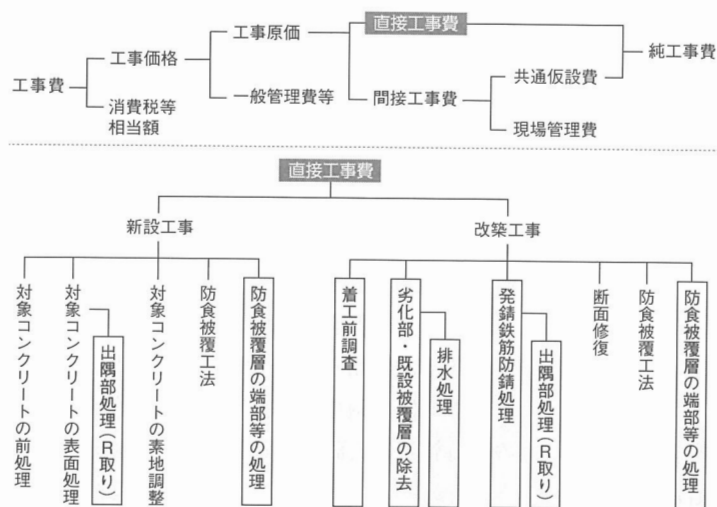 工事費
工事価格
消費税等
相当額
工事原価
一般管理費等
直接工事費
間接工事費
共通仮設費
現場管理費
純工事費
直接工事費
新設工事
改築工事
対象コンクリートの前処理
対象コンクリートの表面処理
出隅部処理(R取り)
対象コンクリートの素地調整
防食被覆工法
防食被覆層の端部等の処理
着工前調査
劣化部・既設被覆層の除去
排水処理
発錆鉄筋防錆処理
出隅部処理(R取り)
断面修復
防食被覆工法
防食被覆層の端部等の処理